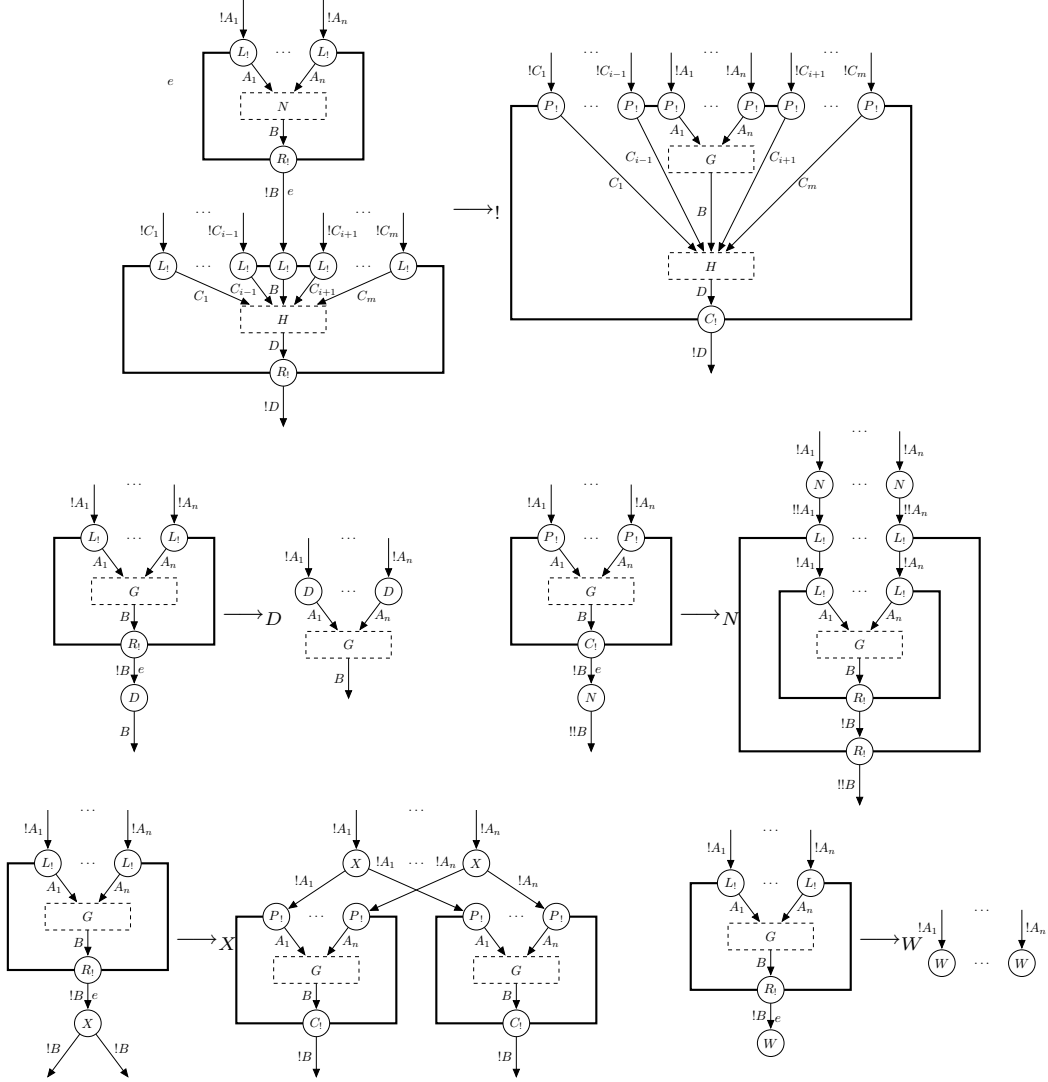 !A₁ !Aₙ
L! ⋯ L!
e A₁ Aₙ
N
B
R!
!B e
⋯ ⋯
!C₁ !Cᵢ₋₁ !Cᵢ₊₁ !Cₘ
L! ⋯ L! L! L! ⋯ L!
C₁ Cᵢ₋₁ B Cᵢ₊₁ Cₘ
H
D
R!
!D
⟶!
⋯ ⋯ ⋯
!C₁ !Cᵢ₋₁ !A₁ !Aₙ !Cᵢ₊₁ !Cₘ
P! ⋯ P! P! ⋯ P! P! ⋯ P!
A₁ Aₙ
G
C₁ Cᵢ₋₁ Cᵢ₊₁ Cₘ
B
H
D
C!
!D
⋯
!A₁ !Aₙ
L! ⋯ L!
A₁ Aₙ
G
B
R!
!B e
D
B
⟶D
⋯
!A₁ !Aₙ
D ⋯ D
A₁ Aₙ
G
B
⋯
!A₁ !Aₙ
P! ⋯ P!
A₁ Aₙ
G
B
C!
!B e
N
!!B
⟶N
⋯
!A₁ !Aₙ
N ⋯ N
!!A₁ !!Aₙ
L! ⋯ L!
!A₁ !Aₙ
L! ⋯ L!
A₁ Aₙ
G
B
R!
!B
R!
!!B
⋯
!A₁ !Aₙ
L! ⋯ L!
A₁ Aₙ
G
B
R!
!B e
X
!B !B
⟶X
⋯
!A₁ !Aₙ
X !A₁ ⋯ !Aₙ X
!A₁ !Aₙ
P! ⋯ P! P! ⋯ P!
A₁ Aₙ A₁ Aₙ
G G
B B
C! C!
!B !B
⋯
!A₁ !Aₙ
L! ⋯ L!
A₁ Aₙ
G
B
R!
!B e
W
⟶W
⋯
!A₁ !Aₙ
W ⋯ W